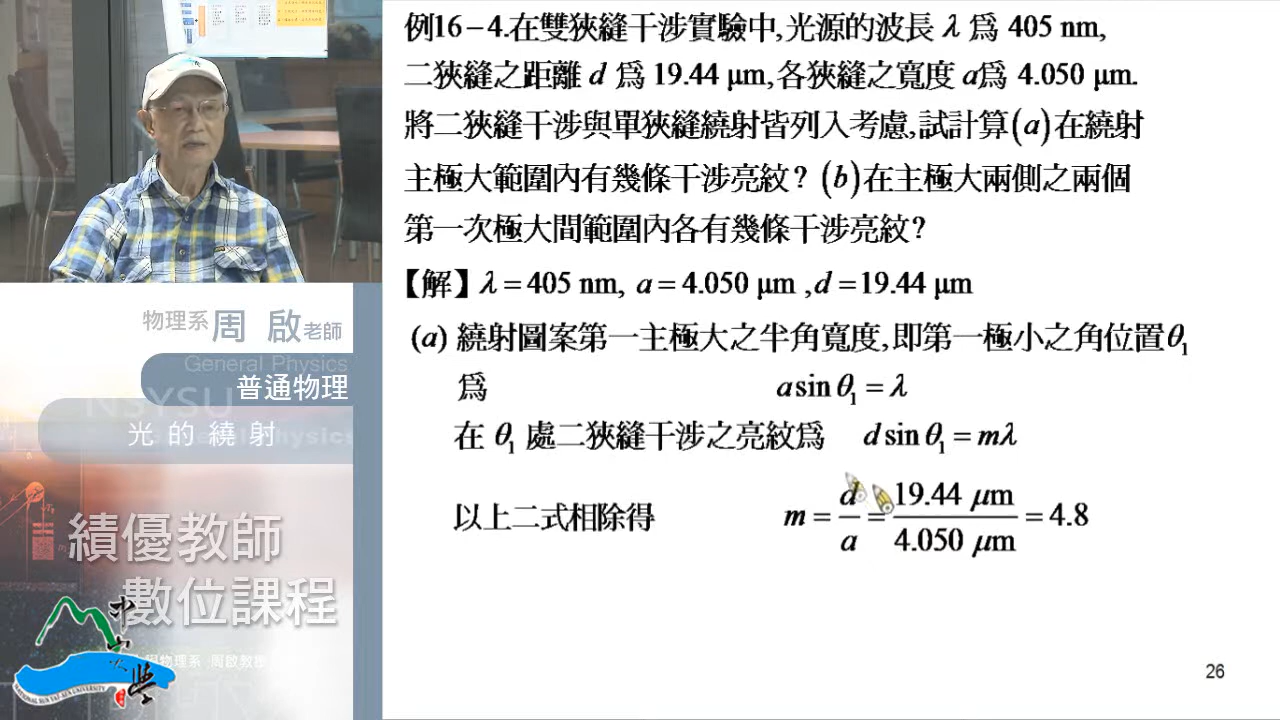 例16－4.在雙狹縫干涉實驗中,光源的波長 λ 為 405 nm,
二狹縫之距離 d 為 19.44 μm,各狹縫之寬度 a為 4.050 μm.
將二狹縫干涉與單狹縫繞射皆列入考慮,試計算(a)在繞射
主極大範圍內有幾條干涉亮紋？(b)在主極大兩側之兩個
第一次極大間範圍內各有幾條干涉亮紋？
【解】λ = 405 nm, a = 4.050 μm ,d = 19.44 μm
(a) 繞射圖案第一主極大之半角寬度,即第一極小之角位置θ₁
為 a sin θ₁ = λ
在 θ₁ 處二狹縫干涉之亮紋為 d sin θ₁ = mλ
以上二式相除得 m = d/a = 19.44 μm/4.050 μm = 4.8
26
物理系 周 啟 老師
General Physics
普通物理
NSYSU
光 的 繞 射
績優教師
數位課程
中山大學